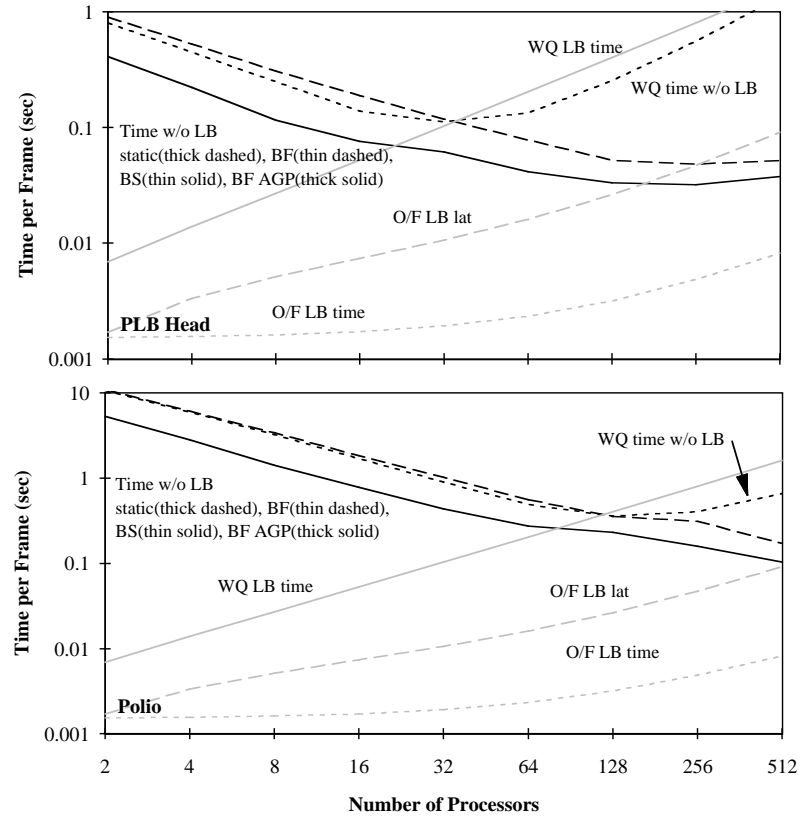 1
WQ LB time
WQ time w/o LB
0.1
Time w/o LB
static(thick dashed), BF(thin dashed),
BS(thin solid), BF AGP(thick solid)
Time per Frame (sec)
O/F LB lat
0.01
O/F LB time
PLB Head
0.001
10
WQ time w/o LB
1
Time w/o LB
static(thick dashed), BF(thin dashed),
BS(thin solid), BF AGP(thick solid)
Time per Frame (sec)
0.1
WQ LB time
O/F LB lat
0.01
O/F LB time
Polio
0.001
2 4 8 16 32 64 128 256 512
Number of Processors